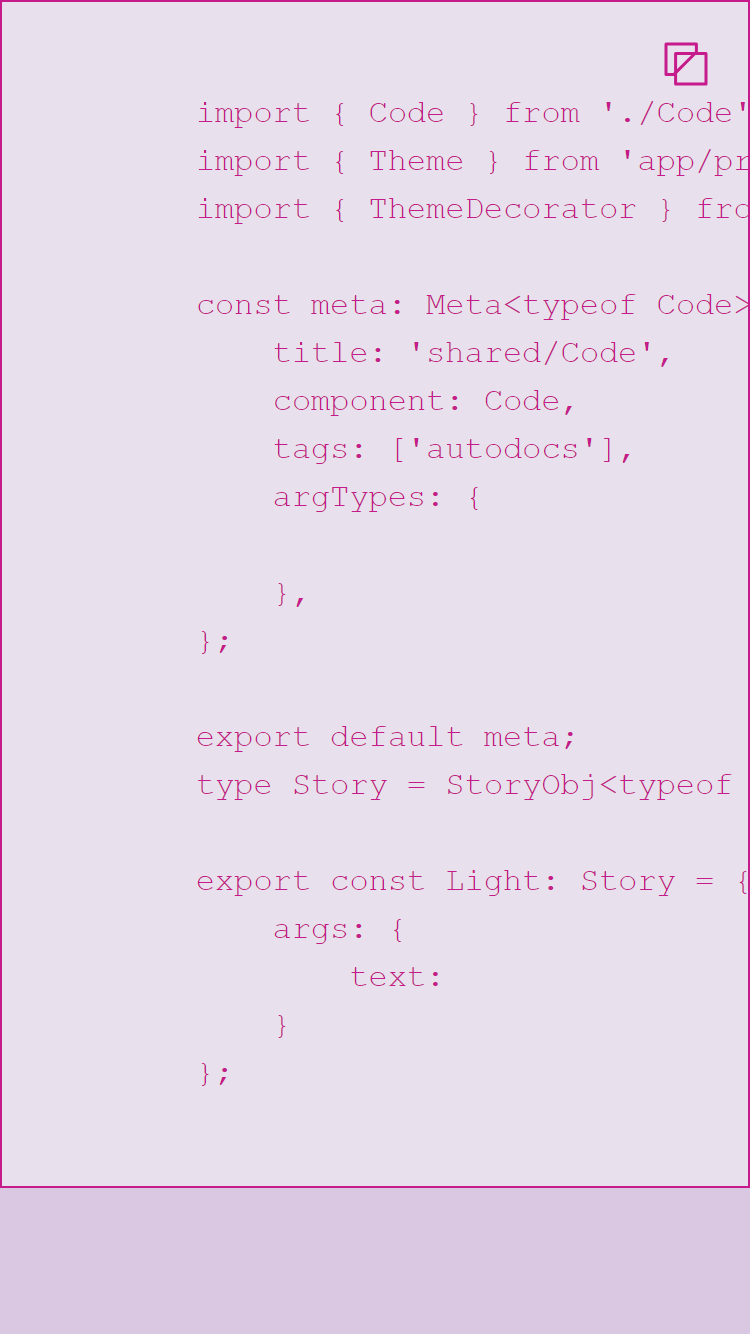 import { Code } from './Code'
import { Theme } from 'app/pr
import { ThemeDecorator } fro
const meta: Meta<typeof Code>
title: 'shared/Code',
component: Code,
tags: ['autodocs'],
argTypes: {
},
};
export default meta;
type Story = StoryObj<typeof
export const Light: Story = {
args: {
text:
}
};